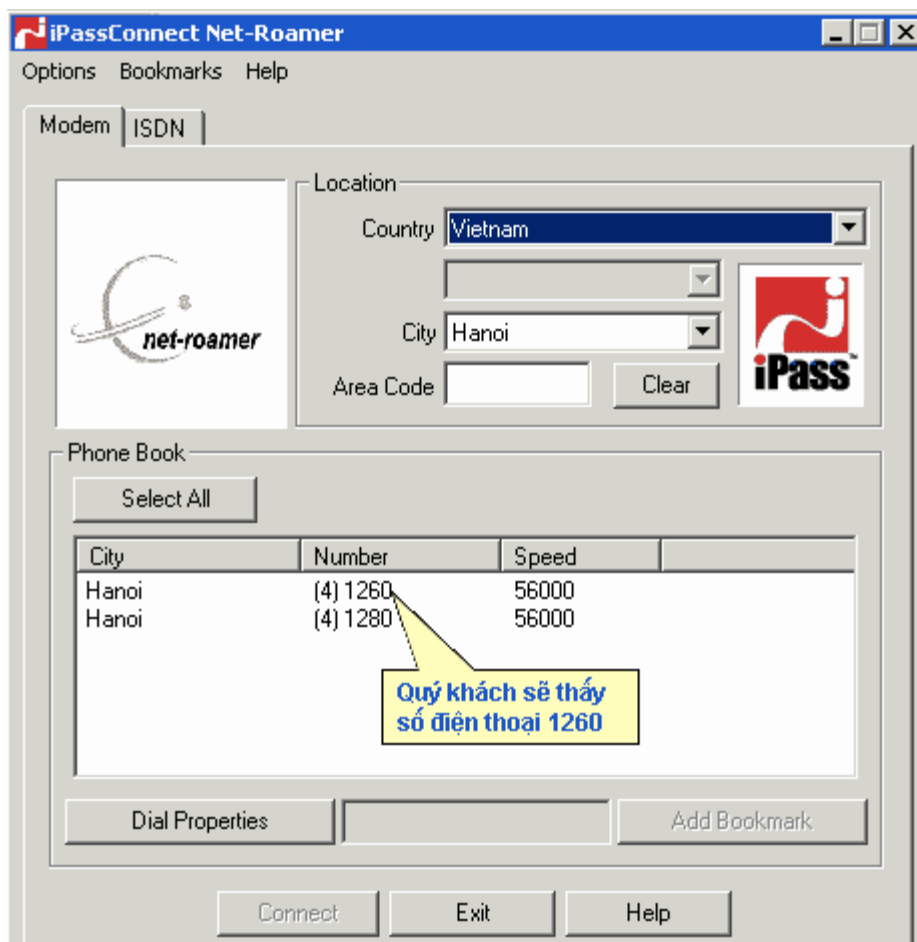 iPassConnect Net-Roamer
Options Bookmarks Help
Modem ISDN
Location
Country Vietnam
net-roamer
City Hanoi
iPass™
Area Code Clear
Phone Book
Select All
City Number Speed
Hanoi (4) 1260 56000
Hanoi (4) 1280 56000
Quý khách sẽ thấy
số điện thoại 1260
Dial Properties Add Bookmark
Connect Exit Help